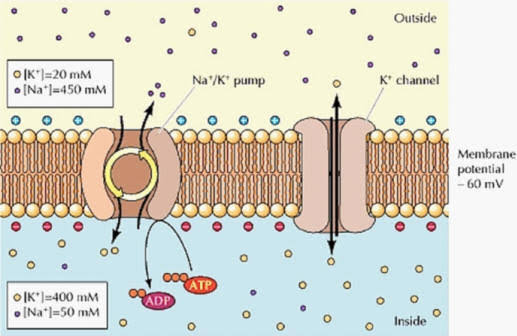 Outside
[K⁺]=20 mM
[Na⁺]=450 mM
Na⁺/K⁺ pump
K⁺ channel
+ + + + + + + +
Membrane
potential
– 60 mV
− − − − − − − −
ATP
ADP
[K⁺]=400 mM
[Na⁺]=50 mM
Inside